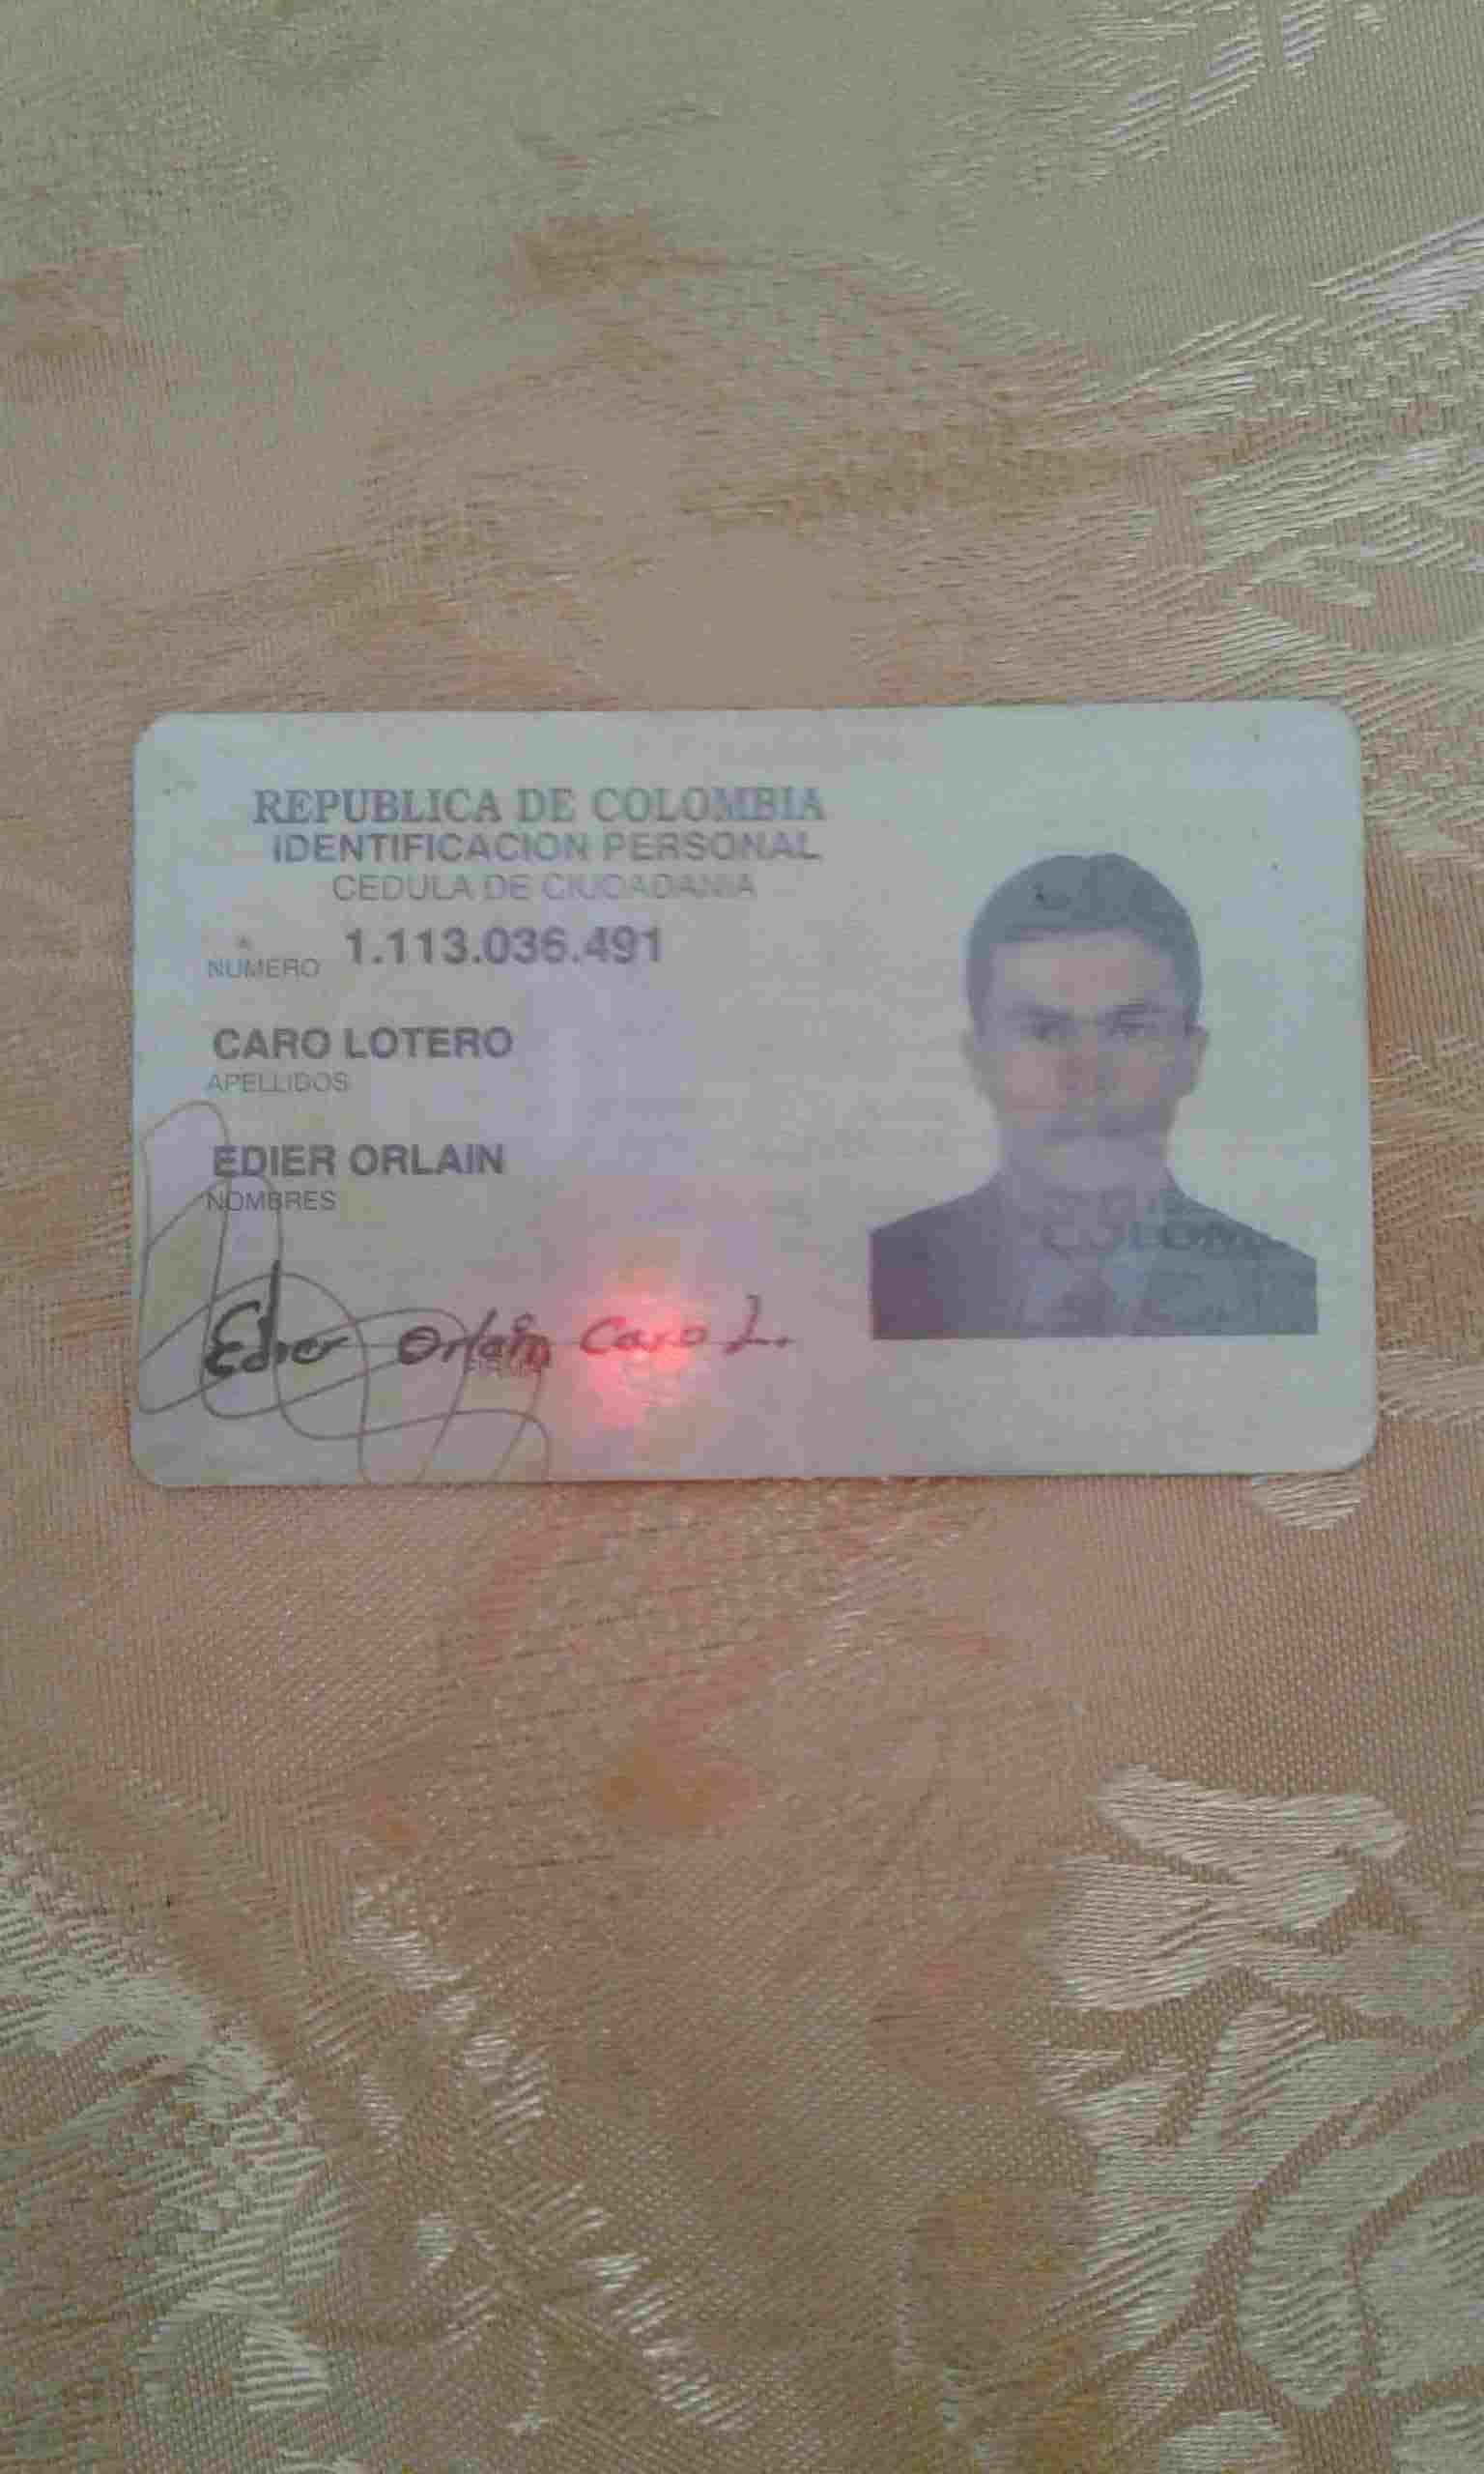 REPUBLICA DE COLOMBIA
IDENTIFICACION PERSONAL
CEDULA DE CIUDADANIA
NUMERO 1.113.036.491
CARO LOTERO
APELLIDOS
EDIER ORLAIN
NOMBRES
Edier Orlain Caro L.
FIRMA